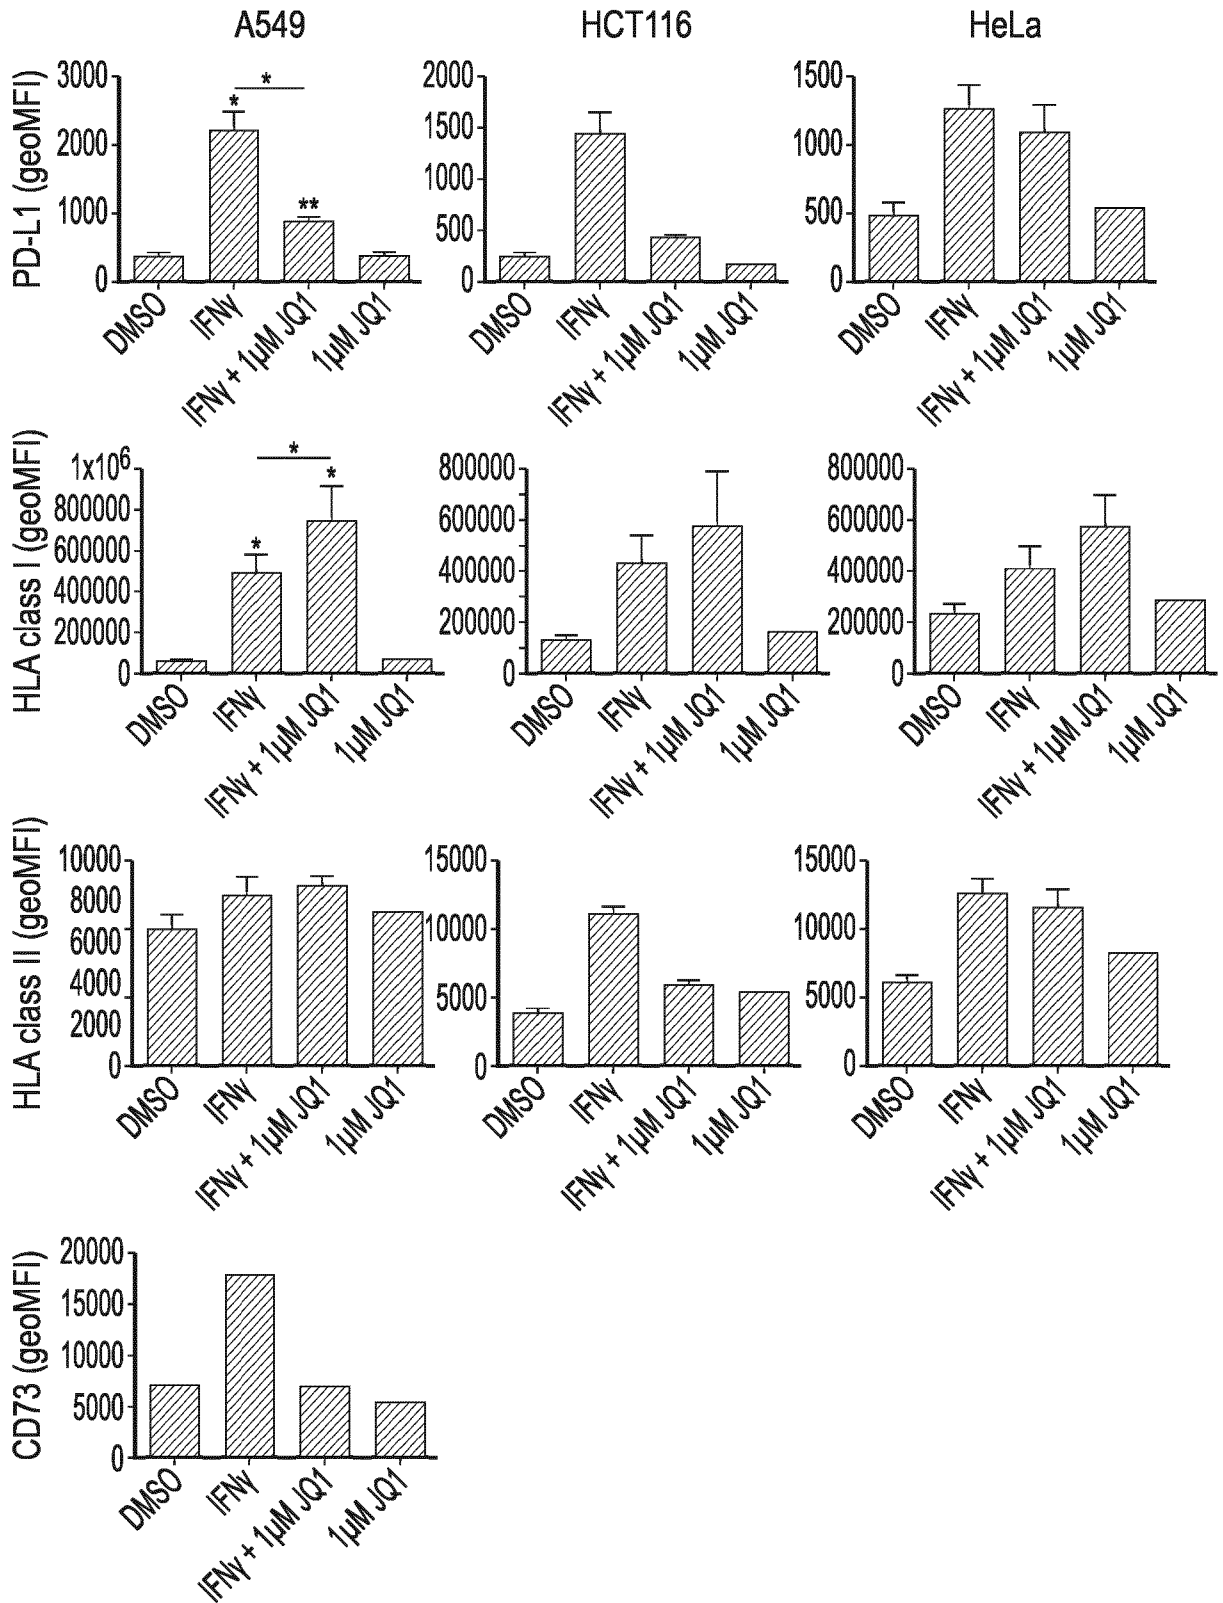 A549 HCT116 HeLa
PD-L1 (geoMFI)
3000
2000
1000
0
* * **
DMSO
IFNγ
IFNγ + 1μM JQ1
1μM JQ1
2000
1500
1000
500
0
DMSO
IFNγ
IFNγ + 1μM JQ1
1μM JQ1
1500
1000
500
0
DMSO
IFNγ
IFNγ + 1μM JQ1
1μM JQ1
HLA class I (geoMFI)
1x10⁶
800000
600000
400000
200000
0
* * *
DMSO
IFNγ
IFNγ + 1μM JQ1
1μM JQ1
800000
600000
400000
200000
0
DMSO
IFNγ
IFNγ + 1μM JQ1
1μM JQ1
800000
600000
400000
200000
0
DMSO
IFNγ
IFNγ + 1μM JQ1
1μM JQ1
HLA class II (geoMFI)
10000
8000
6000
4000
2000
0
DMSO
IFNγ
IFNγ + 1μM JQ1
1μM JQ1
15000
10000
5000
0
DMSO
IFNγ
IFNγ + 1μM JQ1
1μM JQ1
15000
10000
5000
0
DMSO
IFNγ
IFNγ + 1μM JQ1
1μM JQ1
CD73 (geoMFI)
20000
15000
10000
5000
0
DMSO
IFNγ
IFNγ + 1μM JQ1
1μM JQ1